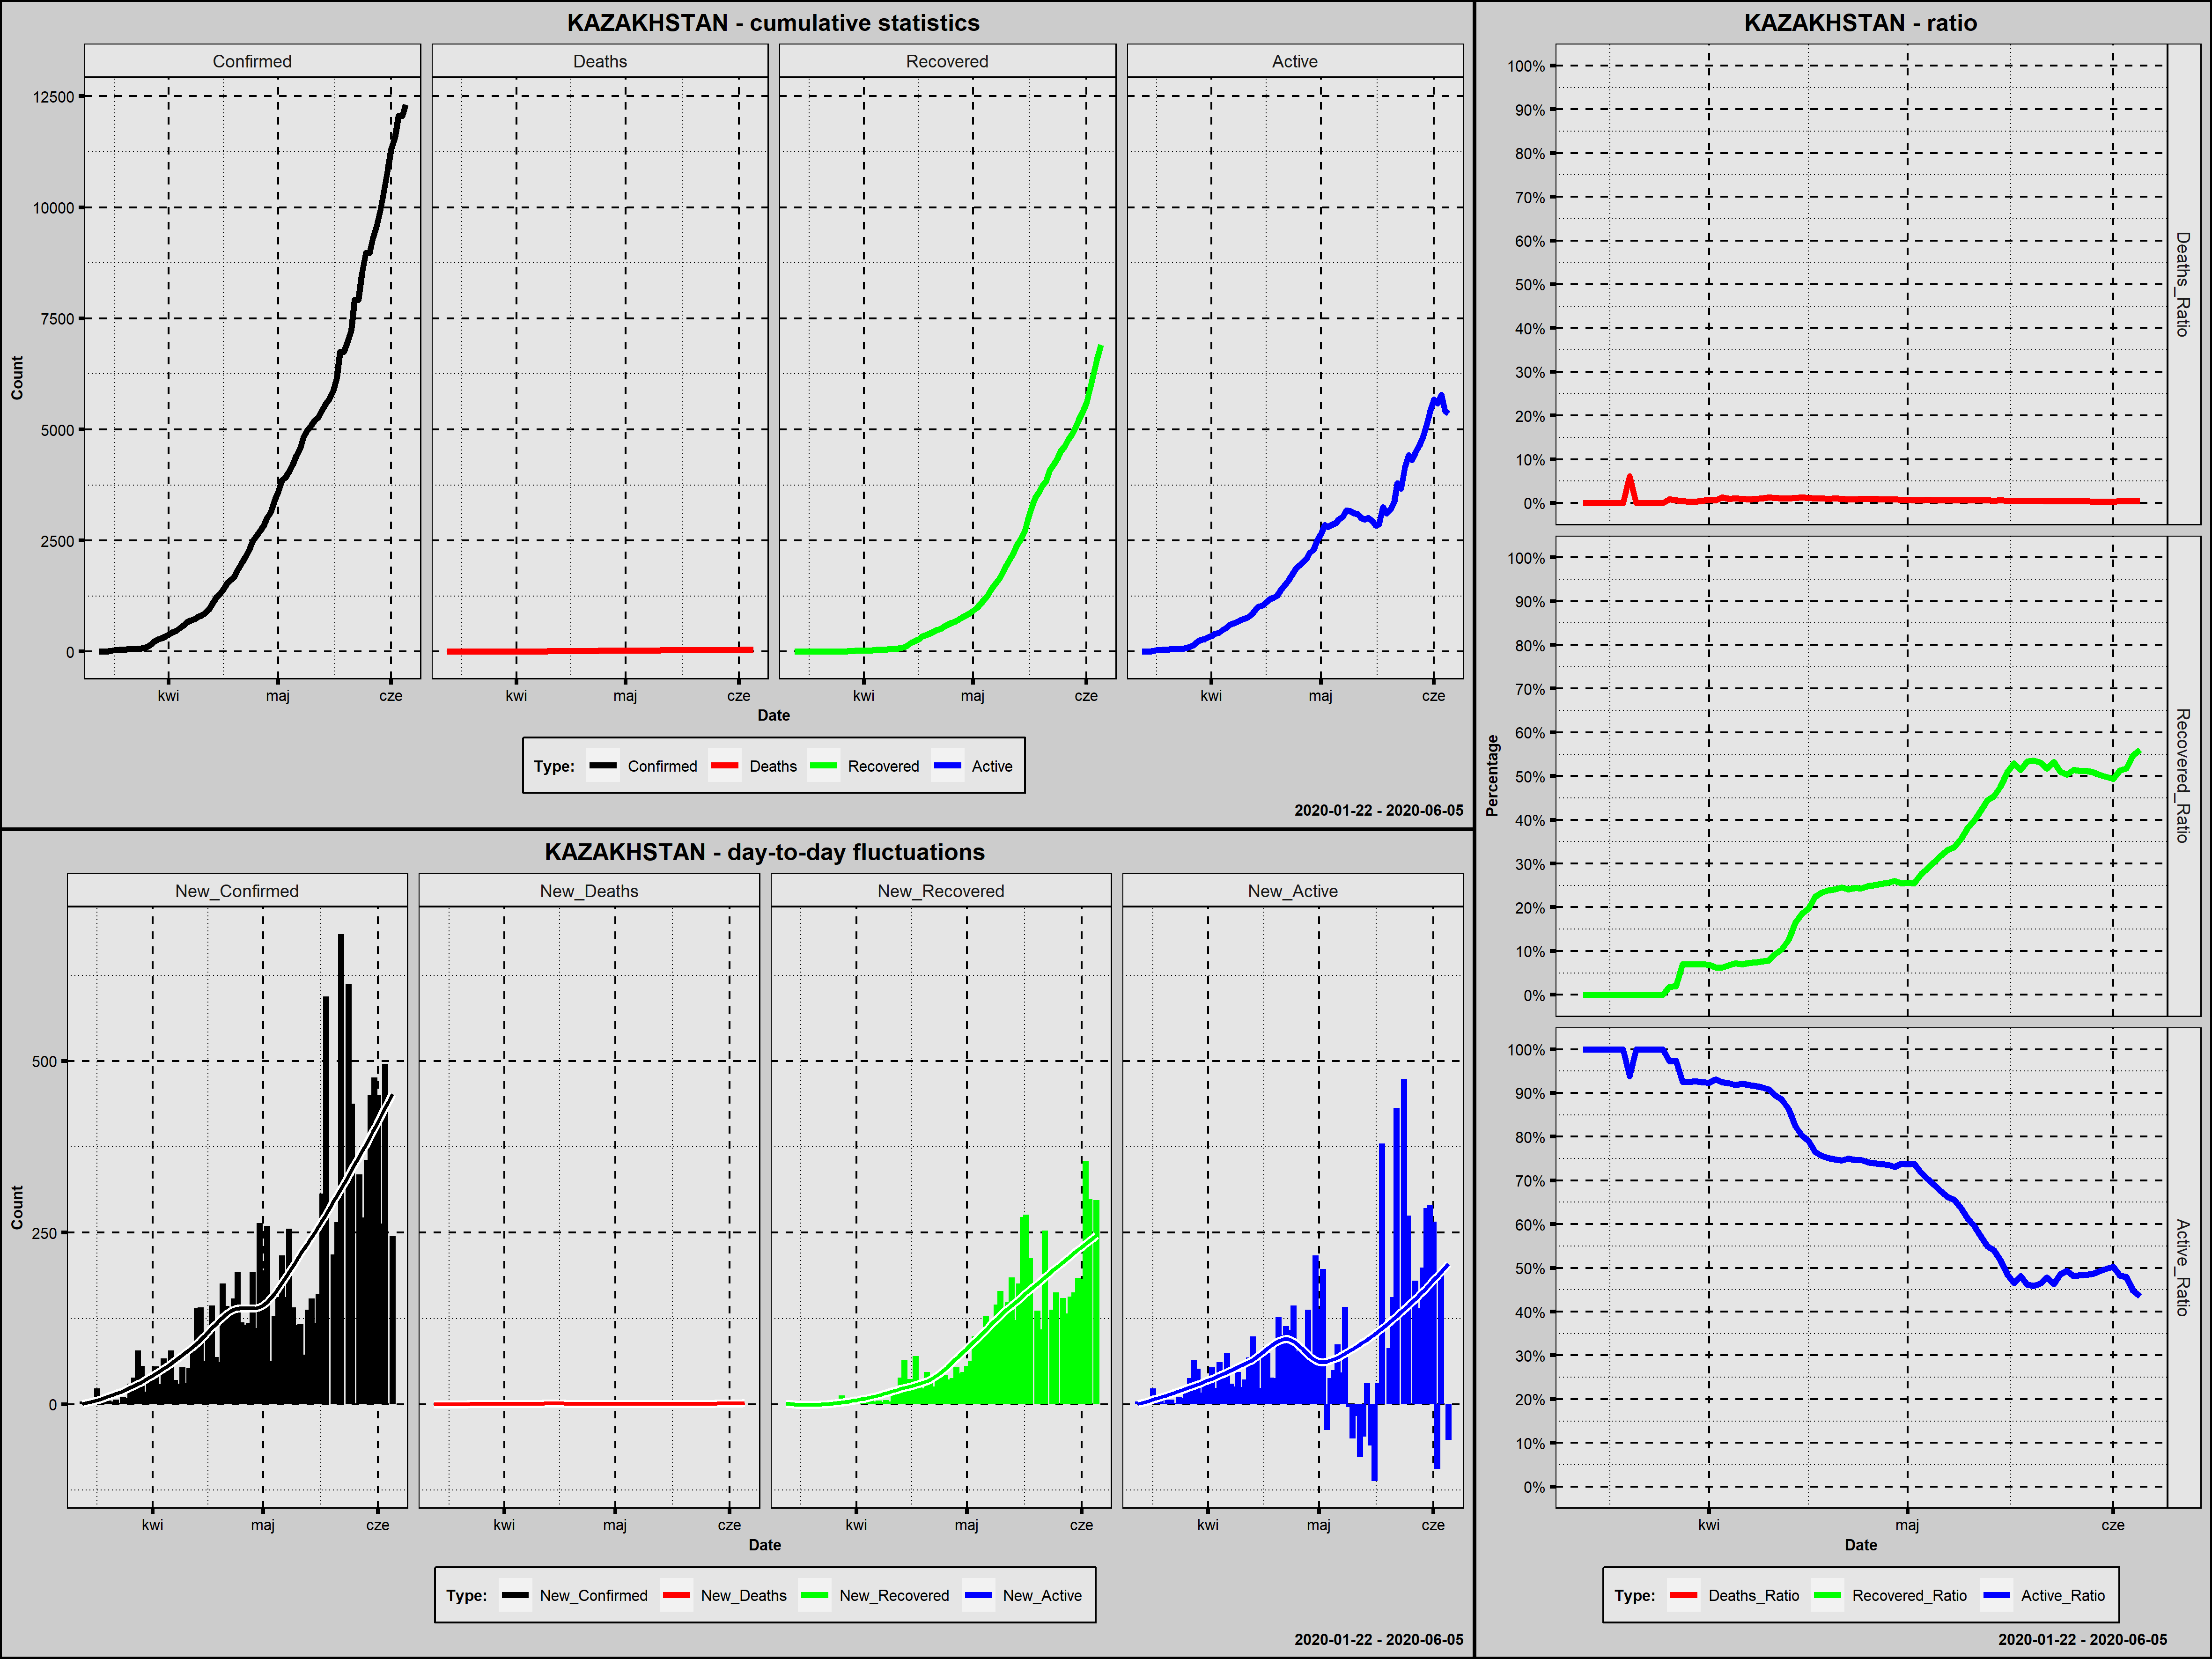 KAZAKHSTAN - cumulative statistics
Confirmed Deaths Recovered Active
12500
10000
7500
5000
2500
0
Count
kwi maj cze kwi maj cze kwi maj cze kwi maj cze
Date
Type: Confirmed Deaths Recovered Active
2020-01-22 - 2020-06-05
KAZAKHSTAN - day-to-day fluctuations
New_Confirmed New_Deaths New_Recovered New_Active
500
250
0
Count
kwi maj cze kwi maj cze kwi maj cze kwi maj cze
Date
Type: New_Confirmed New_Deaths New_Recovered New_Active
2020-01-22 - 2020-06-05
KAZAKHSTAN - ratio
100%
90%
80%
70%
60%
50%
40%
30%
20%
10%
0%
Deaths_Ratio
100%
90%
80%
70%
60%
50%
40%
30%
20%
10%
0%
Recovered_Ratio
100%
90%
80%
70%
60%
50%
40%
30%
20%
10%
0%
Active_Ratio
Percentage
kwi maj cze
Date
Type: Deaths_Ratio Recovered_Ratio Active_Ratio
2020-01-22 - 2020-06-05